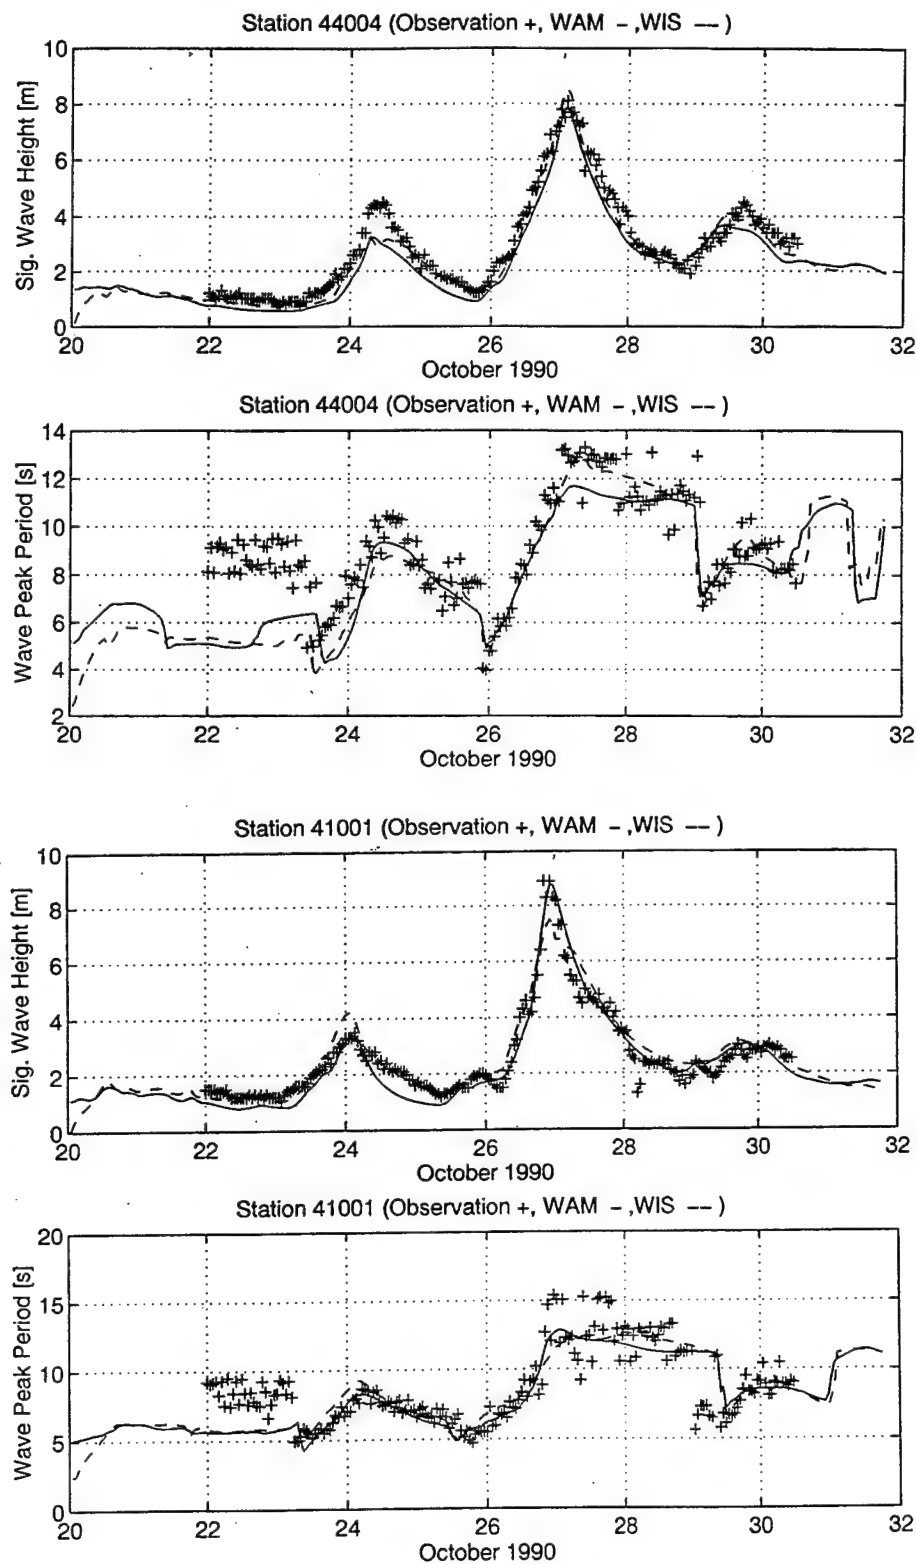 Station 44004 (Observation +, WAM - ,WIS -- )
Sig. Wave Height [m]
10
8
6
4
2
0
20 22 24 26 28 30 32
October 1990
Station 44004 (Observation +, WAM - ,WIS -- )
Wave Peak Period [s]
14
12
10
8
6
4
2
20 22 24 26 28 30 32
October 1990
Station 41001 (Observation +, WAM - ,WIS -- )
Sig. Wave Height [m]
10
8
6
4
2
0
20 22 24 26 28 30 32
October 1990
Station 41001 (Observation +, WAM - ,WIS -- )
Wave Peak Period [s]
20
15
10
5
0
20 22 24 26 28 30 32
October 1990